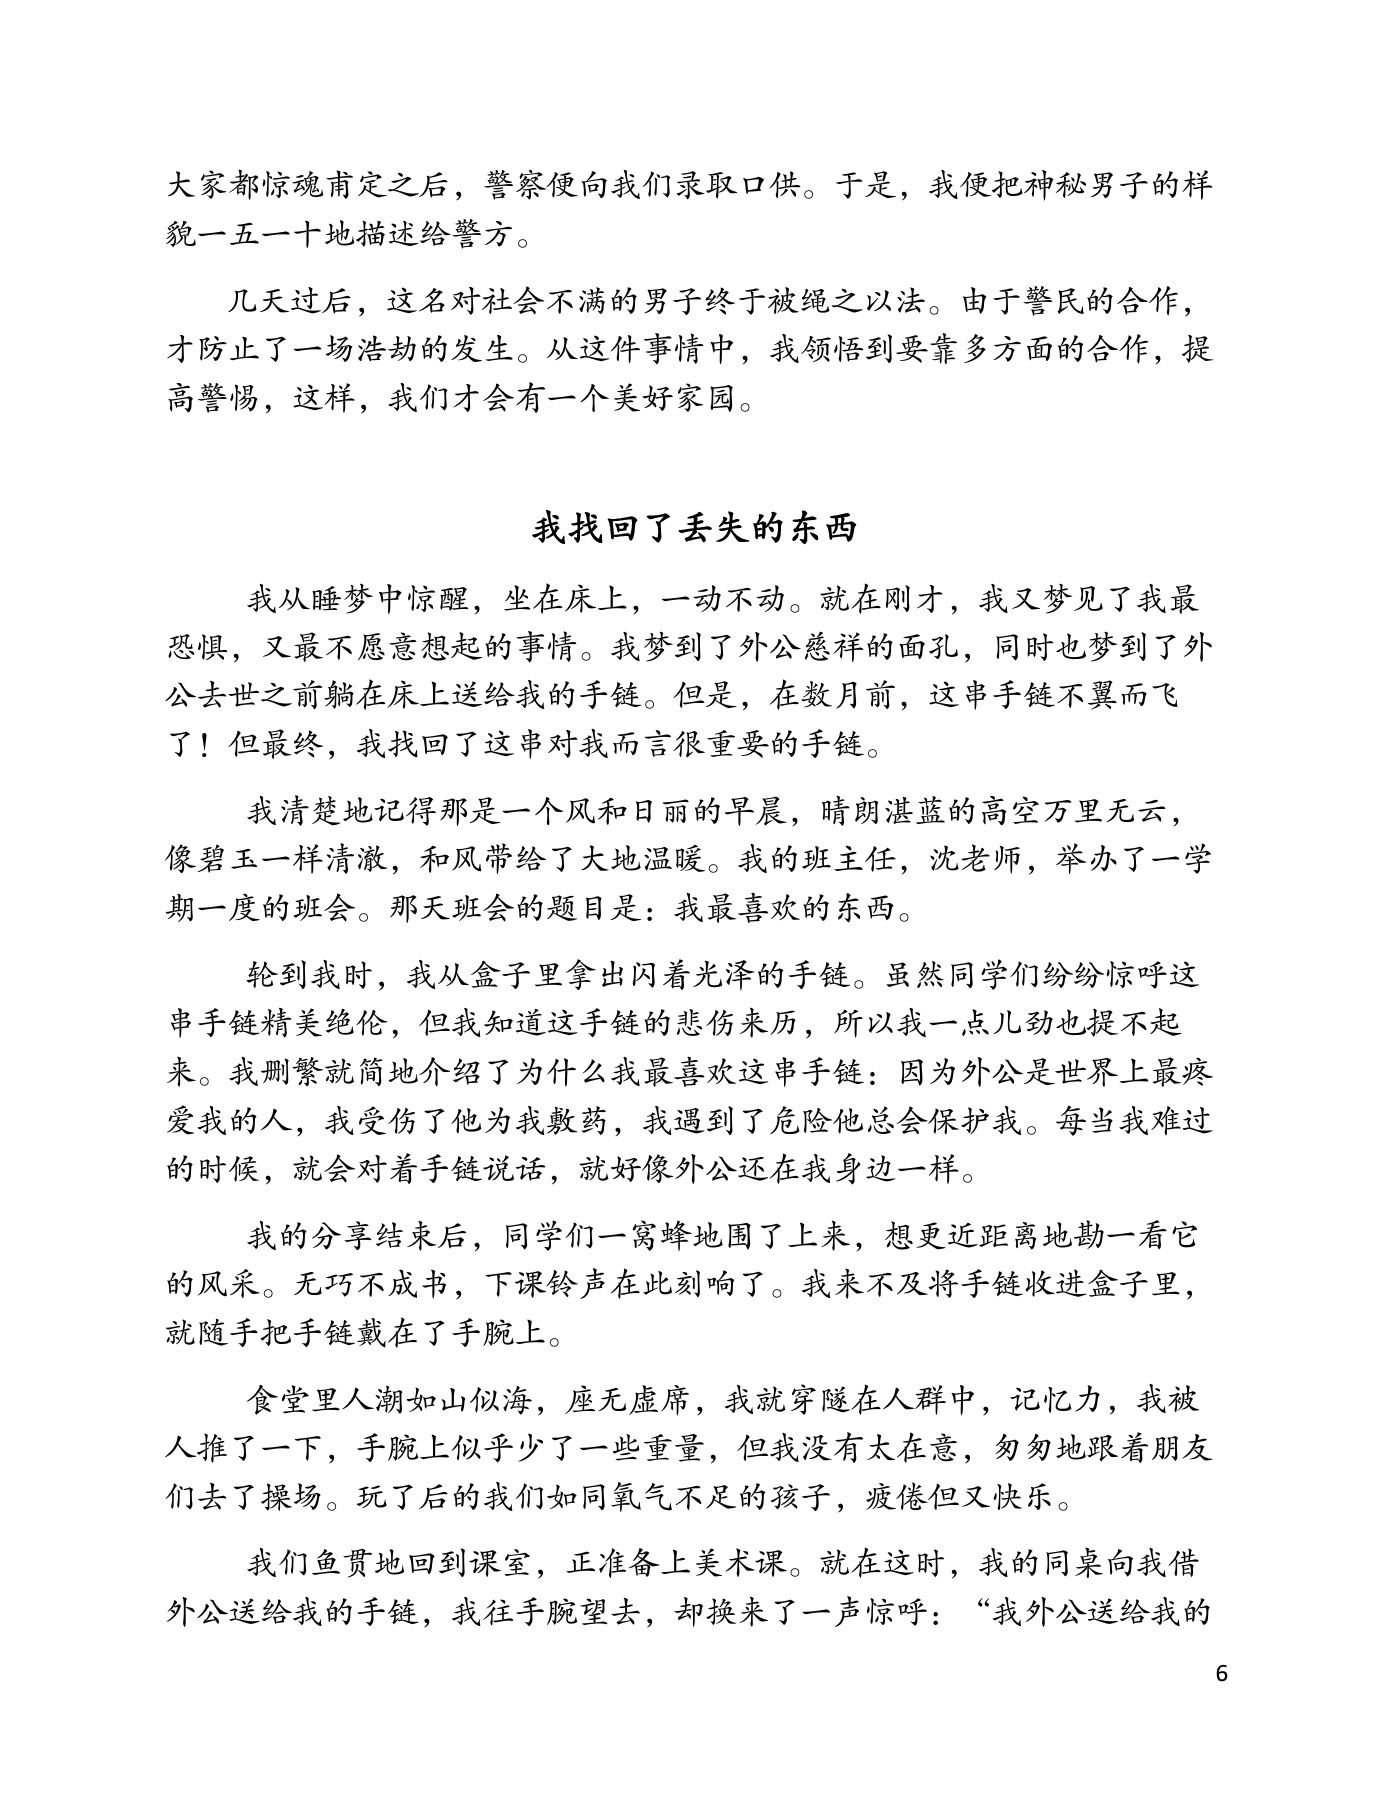 大家都惊魂甫定之后，警察便向我们录取口供。于是，我便把神秘男子的样
貌一五一十地描述给警方。
几天过后，这名对社会不满的男子终于被绳之以法。由于警民的合作，
才防止了一场浩劫的发生。从这件事情中，我领悟到要靠多方面的合作，提
高警惕，这样，我们才会有一个美好家园。
我找回了丢失的东西
我从睡梦中惊醒，坐在床上，一动不动。就在刚才，我又梦见了我最
恐惧，又最不愿意想起的事情。我梦到了外公慈祥的面孔，同时也梦到了外
公去世之前躺在床上送给我的手链。但是，在数月前，这串手链不翼而飞
了！但最终，我找回了这串对我而言很重要的手链。
我清楚地记得那是一个风和日丽的早晨，晴朗湛蓝的高空万里无云，
像碧玉一样清澈，和风带给了大地温暖。我的班主任，沈老师，举办了一学
期一度的班会。那天班会的题目是：我最喜欢的东西。
轮到我时，我从盒子里拿出闪着光泽的手链。虽然同学们纷纷惊呼这
串手链精美绝伦，但我知道这手链的悲伤来历，所以我一点儿劲也提不起
来。我删繁就简地介绍了为什么我最喜欢这串手链：因为外公是世界上最疼
爱我的人，我受伤了他为我敷药，我遇到了危险他总会保护我。每当我难过
的时候，就会对着手链说话，就好像外公还在我身边一样。
我的分享结束后，同学们一窝蜂地围了上来，想更近距离地勘一看它
的风采。无巧不成书，下课铃声在此刻响了。我来不及将手链收进盒子里，
就随手把手链戴在了手腕上。
食堂里人潮如山似海，座无虚席，我就穿隧在人群中，记忆力，我被
人推了一下，手腕上似乎少了一些重量，但我没有太在意，匆匆地跟着朋友
们去了操场。玩了后的我们如同氧气不足的孩子，疲倦但又快乐。
我们鱼贯地回到课室，正准备上美术课。就在这时，我的同桌向我借
外公送给我的手链，我往手腕望去，却换来了一声惊呼：“我外公送给我的
6